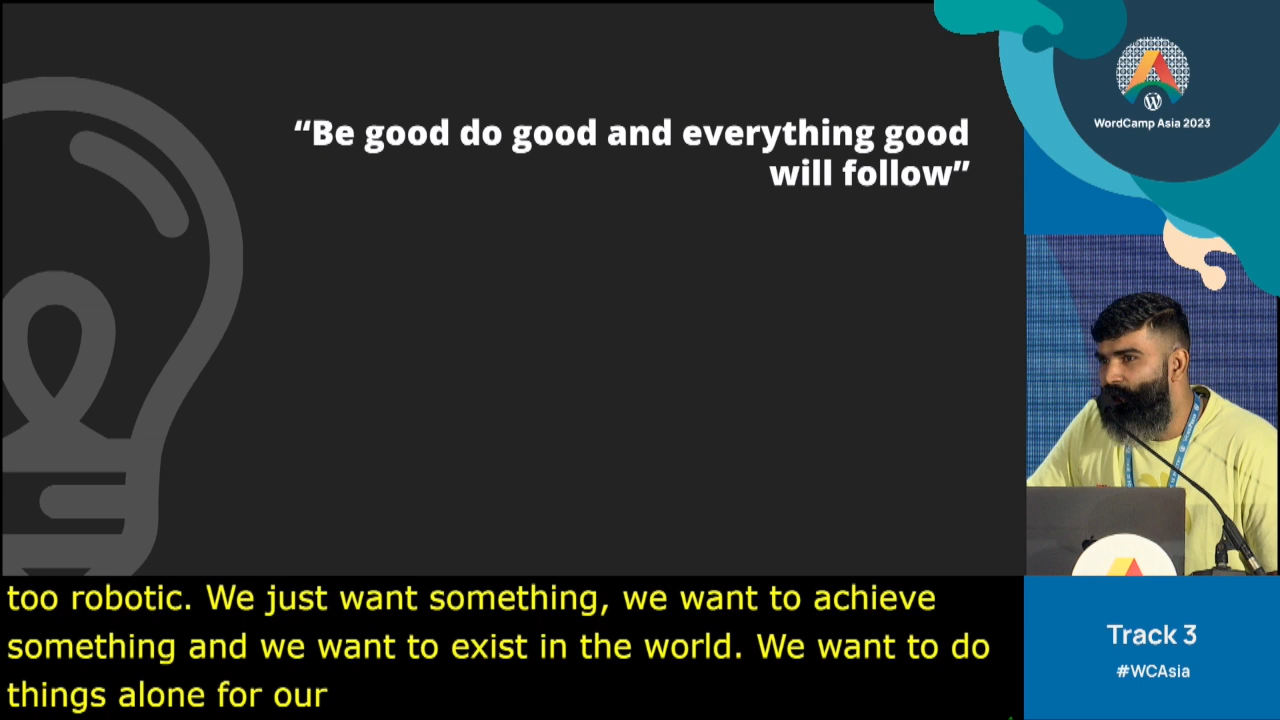 “Be good do good and everything good
will follow”
WordCamp Asia 2023
too robotic. We just want something, we want to achieve
something and we want to exist in the world. We want to do
things alone for our
Track 3
#WCAsia